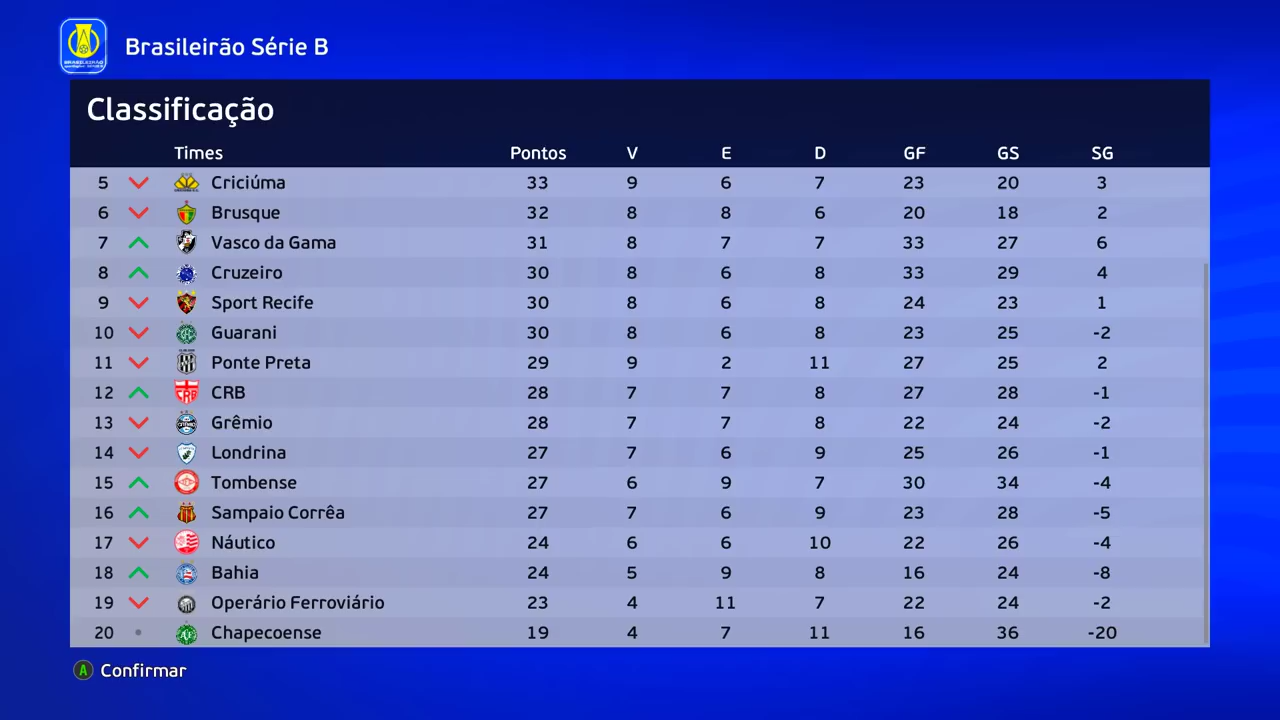 Brasileirão Série B
Classificação
Times Pontos V E D GF GS SG
5 Criciúma 33 9 6 7 23 20 3
6 Brusque 32 8 8 6 20 18 2
7 Vasco da Gama 31 8 7 7 33 27 6
8 Cruzeiro 30 8 6 8 33 29 4
9 Sport Recife 30 8 6 8 24 23 1
10 Guarani 30 8 6 8 23 25 -2
11 Ponte Preta 29 9 2 11 27 25 2
12 CRB 28 7 7 8 27 28 -1
13 Grêmio 28 7 7 8 22 24 -2
14 Londrina 27 7 6 9 25 26 -1
15 Tombense 27 6 9 7 30 34 -4
16 Sampaio Corrêa 27 7 6 9 23 28 -5
17 Náutico 24 6 6 10 22 26 -4
18 Bahia 24 5 9 8 16 24 -8
19 Operário Ferroviário 23 4 11 7 22 24 -2
20 Chapecoense 19 4 7 11 16 36 -20
A Confirmar